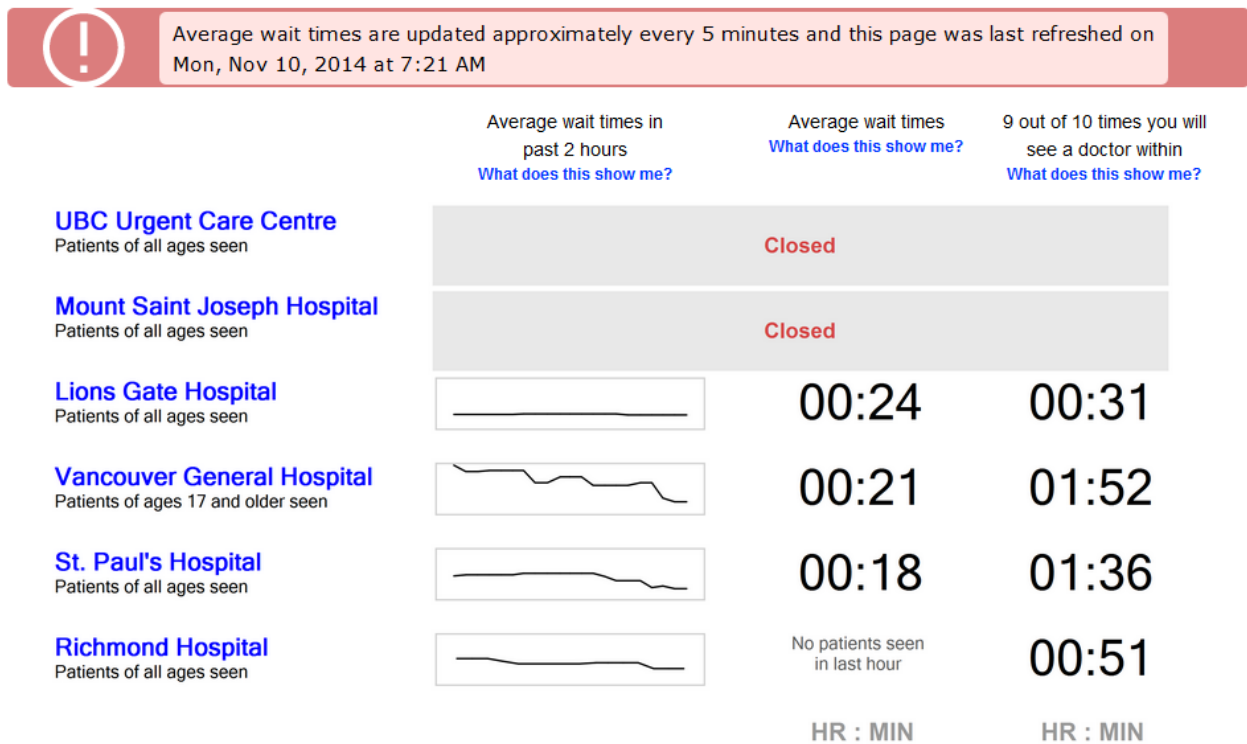 Average wait times are updated approximately every 5 minutes and this page was last refreshed on
Mon, Nov 10, 2014 at 7:21 AM
Average wait times in
past 2 hours
What does this show me?
Average wait times
What does this show me?
9 out of 10 times you will
see a doctor within
What does this show me?
UBC Urgent Care Centre
Patients of all ages seen
Closed
Mount Saint Joseph Hospital
Patients of all ages seen
Closed
Lions Gate Hospital
Patients of all ages seen
00:24
00:31
Vancouver General Hospital
Patients of ages 17 and older seen
00:21
01:52
St. Paul's Hospital
Patients of all ages seen
00:18
01:36
Richmond Hospital
Patients of all ages seen
No patients seen
in last hour
00:51
HR : MIN
HR : MIN